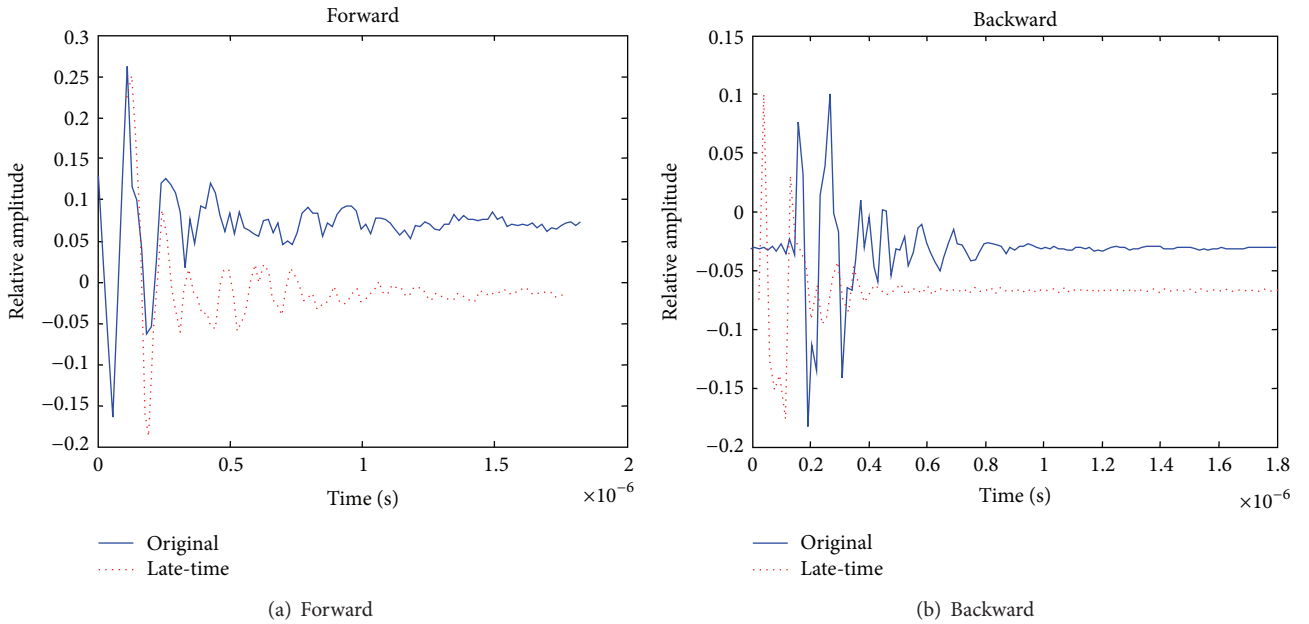 Forward
0.3
0.25
0.2
0.15
0.1
0.05
0
−0.05
−0.1
−0.15
−0.2
Relative amplitude
0 0.5 1 1.5 2
Time (s)
×10−6
Original
Late-time
(a) Forward
Backward
0.15
0.1
0.05
0
−0.05
−0.1
−0.15
−0.2
Relative amplitude
0 0.2 0.4 0.6 0.8 1 1.2 1.4 1.6 1.8
Time (s)
×10−6
Original
Late-time
(b) Backward